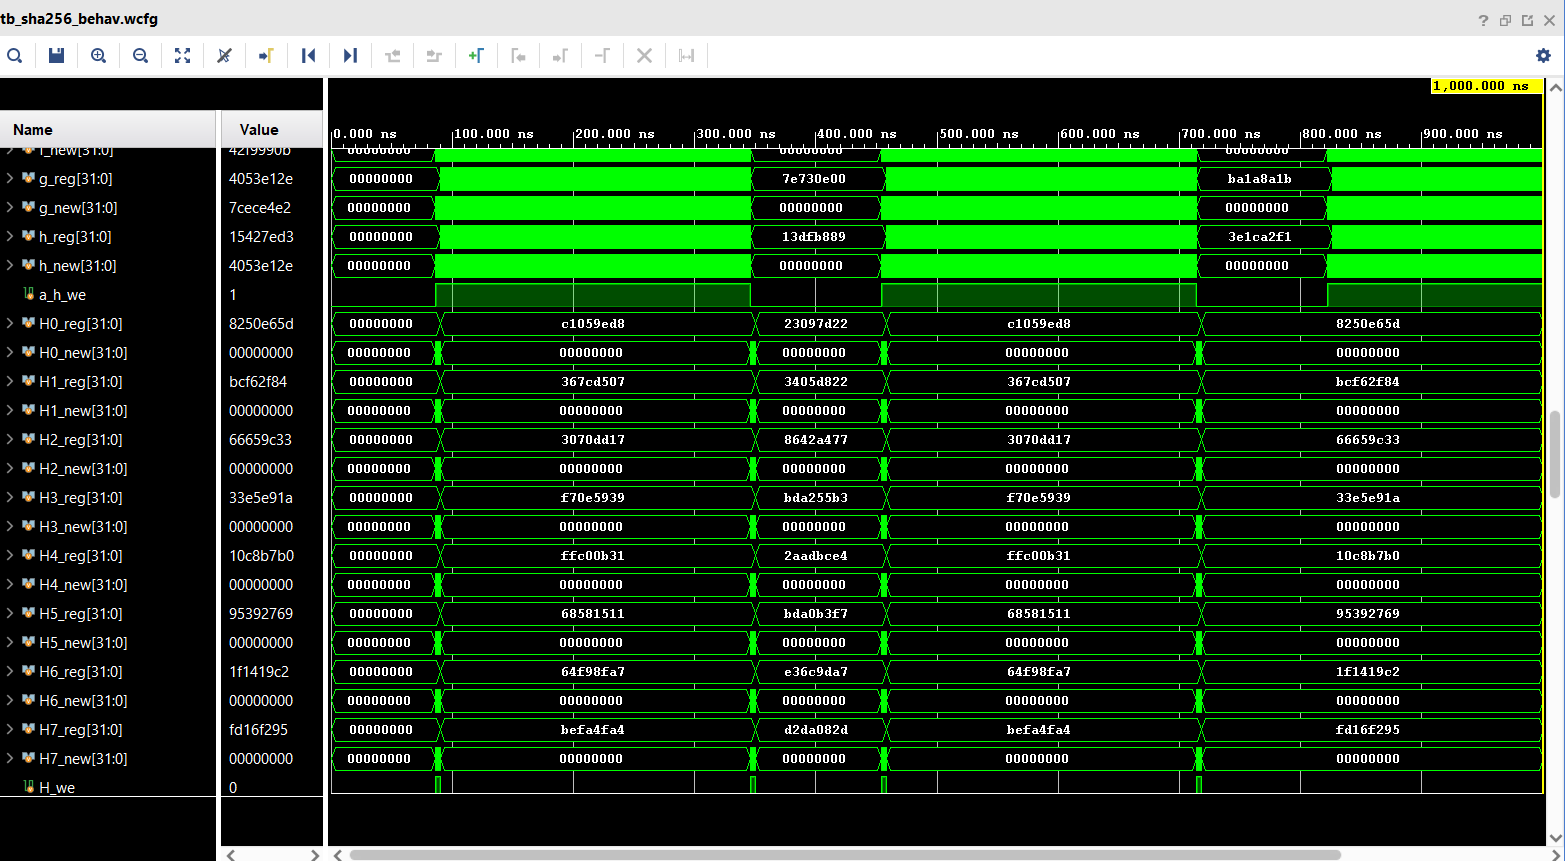 tb_sha256_behav.wcfg
1,000.000 ns
Name Value 0.000 ns 100.000 ns 200.000 ns 300.000 ns 400.000 ns 500.000 ns 600.000 ns 700.000 ns 800.000 ns 900.000 ns
g_reg[31:0] 4053e12e 00000000 7e730e00 ba1a8a1b
g_new[31:0] 7cece4e2 00000000 00000000 00000000
h_reg[31:0] 15427ed3 00000000 13dfb889 3e1ca2f1
h_new[31:0] 4053e12e 00000000 00000000 00000000
a_h_we 1
H0_reg[31:0] 8250e65d 00000000 c1059ed8 23097d22 c1059ed8 8250e65d
H0_new[31:0] 00000000 00000000 00000000 00000000 00000000 00000000
H1_reg[31:0] bcf62f84 00000000 367cd507 3405d822 367cd507 bcf62f84
H1_new[31:0] 00000000 00000000 00000000 00000000 00000000 00000000
H2_reg[31:0] 66659c33 00000000 3070dd17 8642a477 3070dd17 66659c33
H2_new[31:0] 00000000 00000000 00000000 00000000 00000000 00000000
H3_reg[31:0] 33e5e91a 00000000 f70e5939 bda255b3 f70e5939 33e5e91a
H3_new[31:0] 00000000 00000000 00000000 00000000 00000000 00000000
H4_reg[31:0] 10c8b7b0 00000000 ffc00b31 2aadbce4 ffc00b31 10c8b7b0
H4_new[31:0] 00000000 00000000 00000000 00000000 00000000 00000000
H5_reg[31:0] 95392769 00000000 68581511 bda0b3f7 68581511 95392769
H5_new[31:0] 00000000 00000000 00000000 00000000 00000000 00000000
H6_reg[31:0] 1f1419c2 00000000 64f98fa7 e36c9da7 64f98fa7 1f1419c2
H6_new[31:0] 00000000 00000000 00000000 00000000 00000000 00000000
H7_reg[31:0] fd16f295 00000000 befa4fa4 d2da082d befa4fa4 fd16f295
H7_new[31:0] 00000000 00000000 00000000 00000000 00000000 00000000
H_we 0